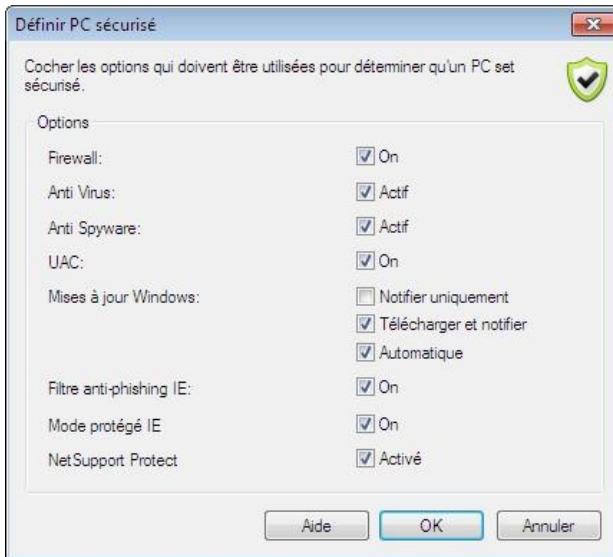 Définir PC sécurisé
Cocher les options qui doivent être utilisées pour déterminer qu'un PC set
sécurisé.
Options
Firewall: On
Anti Virus: Actif
Anti Spyware: Actif
UAC: On
Mises à jour Windows: Notifier uniquement
Télécharger et notifier
Automatique
Filtre anti-phishing IE: On
Mode protégé IE On
NetSupport Protect Activé
Aide OK Annuler